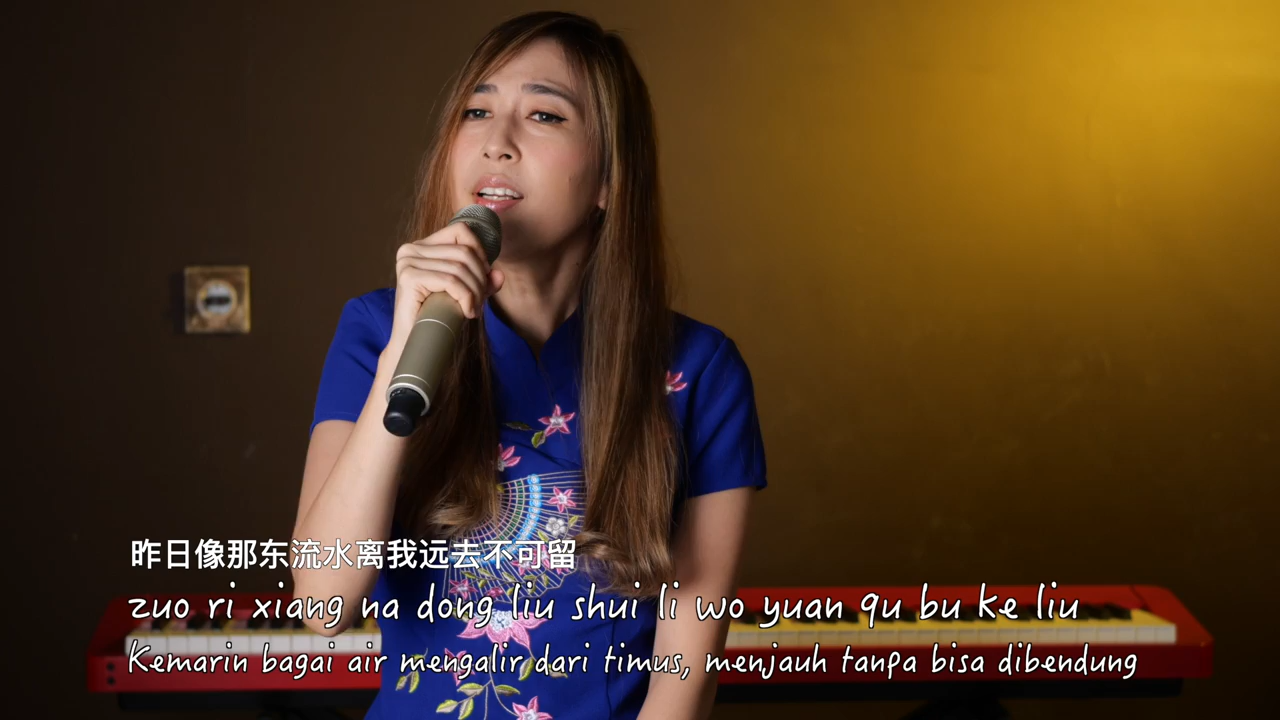 昨日像那东流水离我远去不可留
zuo ri xiang na dong liu shui li wo yuan qu bu ke liu
Kemarin bagai air mengalir dari timus, menjauh tanpa bisa dibendung